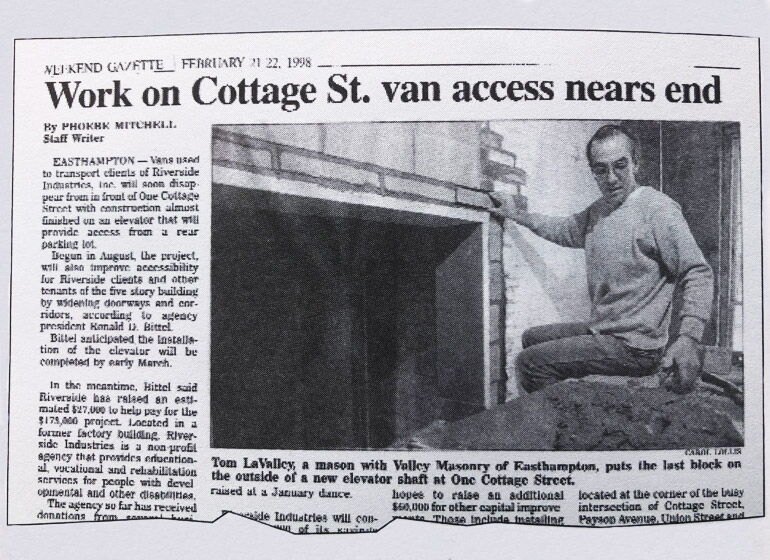 WEEKEND GAZETTE FEBRUARY 21-22, 1998
Work on Cottage St. van access nears end
By PHOEBE MITCHELL
Staff Writer
EASTHAMPTON — Vans used
to transport clients of Riverside
Industries, Inc. will soon disap-
pear from in front of One Cottage
Street with construction almost
finished on an elevator that will
provide access from a rear
parking lot.
Begun in August, the project,
will also improve accessibility
for Riverside clients and other
tenants of the five story building
by widening doorways and cor-
ridors, according to agency
president Ronald D. Bittel.
Bittel anticipated the installa-
tion of the elevator will be
completed by early March.
In the meantime, Bittel said
Riverside has raised an esti-
mated $27,000 to help pay for the
$175,000 project. Located in a
former factory building, River-
side Industries is a non-profit
agency that provides education-
al, vocational and rehabilitation
services for people with devel
opmental and other disabilities.
The agency so far has received
donations from several busi-
CAROL LOLLIS
Tom LaValley, a mason with Valley Masonry of Easthampton, puts the last block on
the outside of a new elevator shaft at One Cottage Street.
raised at a January dance.
Riverside Industries will con-
of its savings
hopes to raise an additional
$60,000 for other capital improve
Those include installing
located at the corner of the busy
intersection of Cottage Street,
Payson Avenue, Union Street and